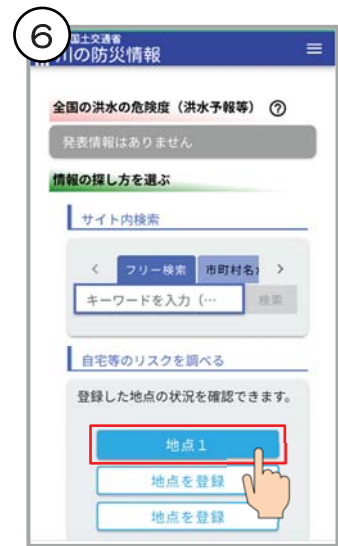 ⑥
国土交通省
川の防災情報
全国の洪水の危険度（洪水予報等） ?
発表情報はありません
情報の探し方を選ぶ
サイト内検索
< フリー検索 市町村名 >
キーワードを入力（… 検索
自宅等のリスクを調べる
登録した地点の状況を確認できます。
地点１
地点を登録
地点を登録